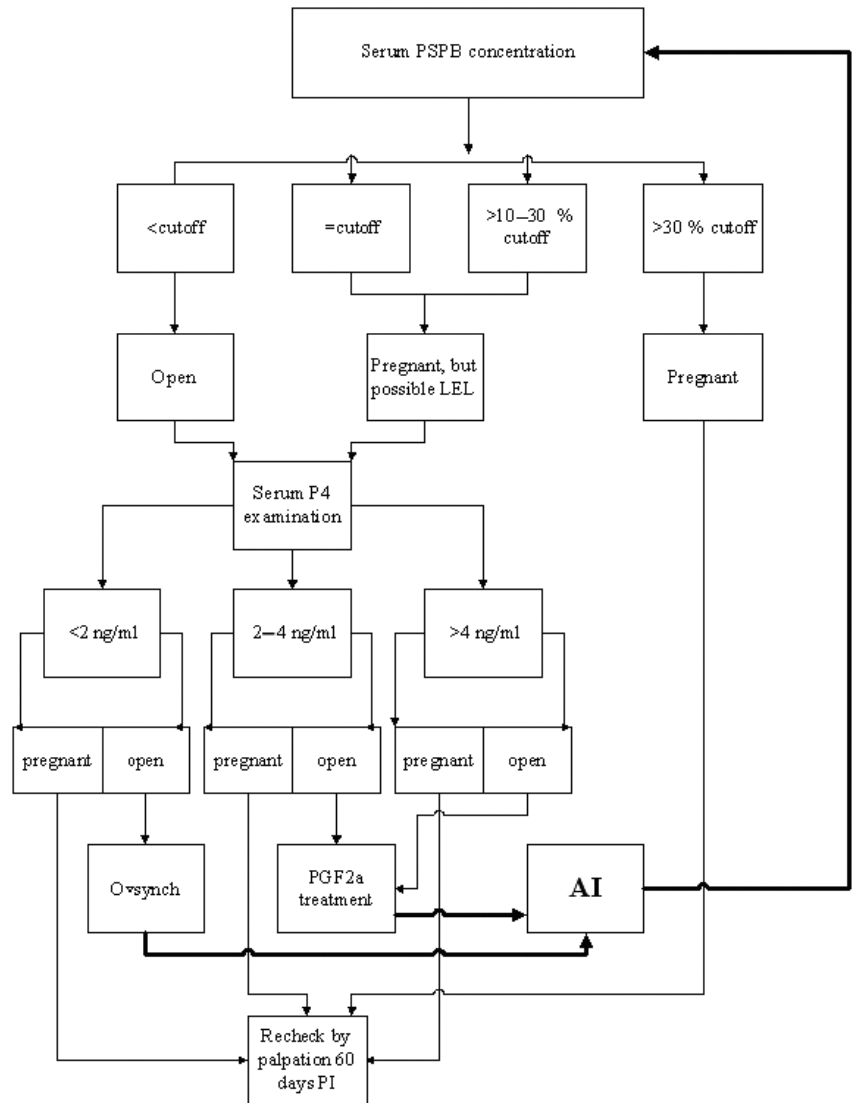 Serum PSPB concentration
<cutoff
=cutoff
>10–30 %
cutoff
>30 % cutoff
Open
Pregnant, but
possible LEL
Pregnant
Serum P4
examination
<2 ng/ml
2–4 ng/ml
>4 ng/ml
pregnant
open
pregnant
open
pregnant
open
Ovsynch
PGF2a
treatment
AI
Recheck by
palpation 60
days PI